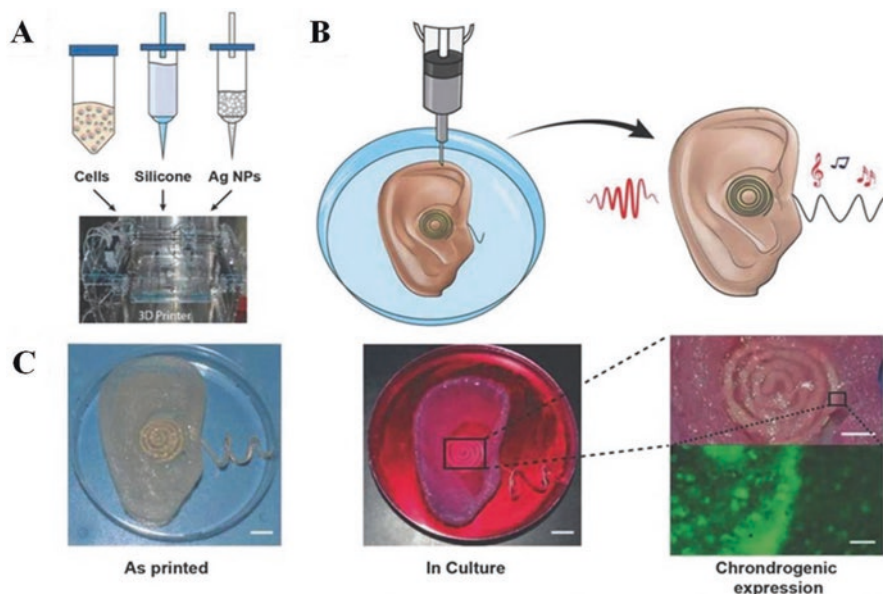 A
B
Cells
Silicone
Ag NPs
3D Printer
C
As printed
In Culture
Chrondrogenic
expression